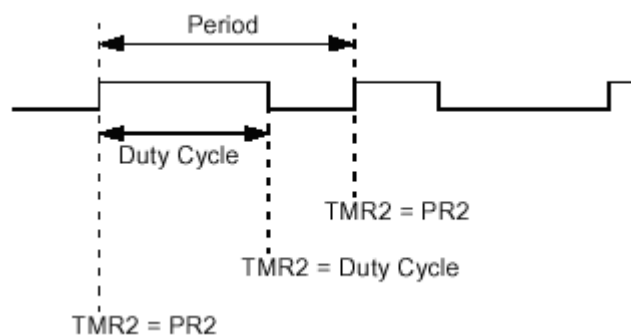 Period
Duty Cycle
TMR2 = PR2
TMR2 = Duty Cycle
TMR2 = PR2